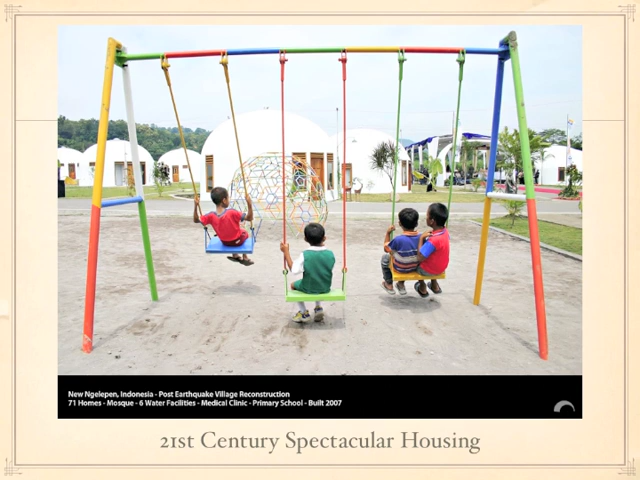 New Ngelepen, Indonesia - Post Earthquake Village Reconstruction
71 Homes - Mosque - 6 Water Facilities - Medical Clinic - Primary School - Built 2007
21st Century Spectacular Housing